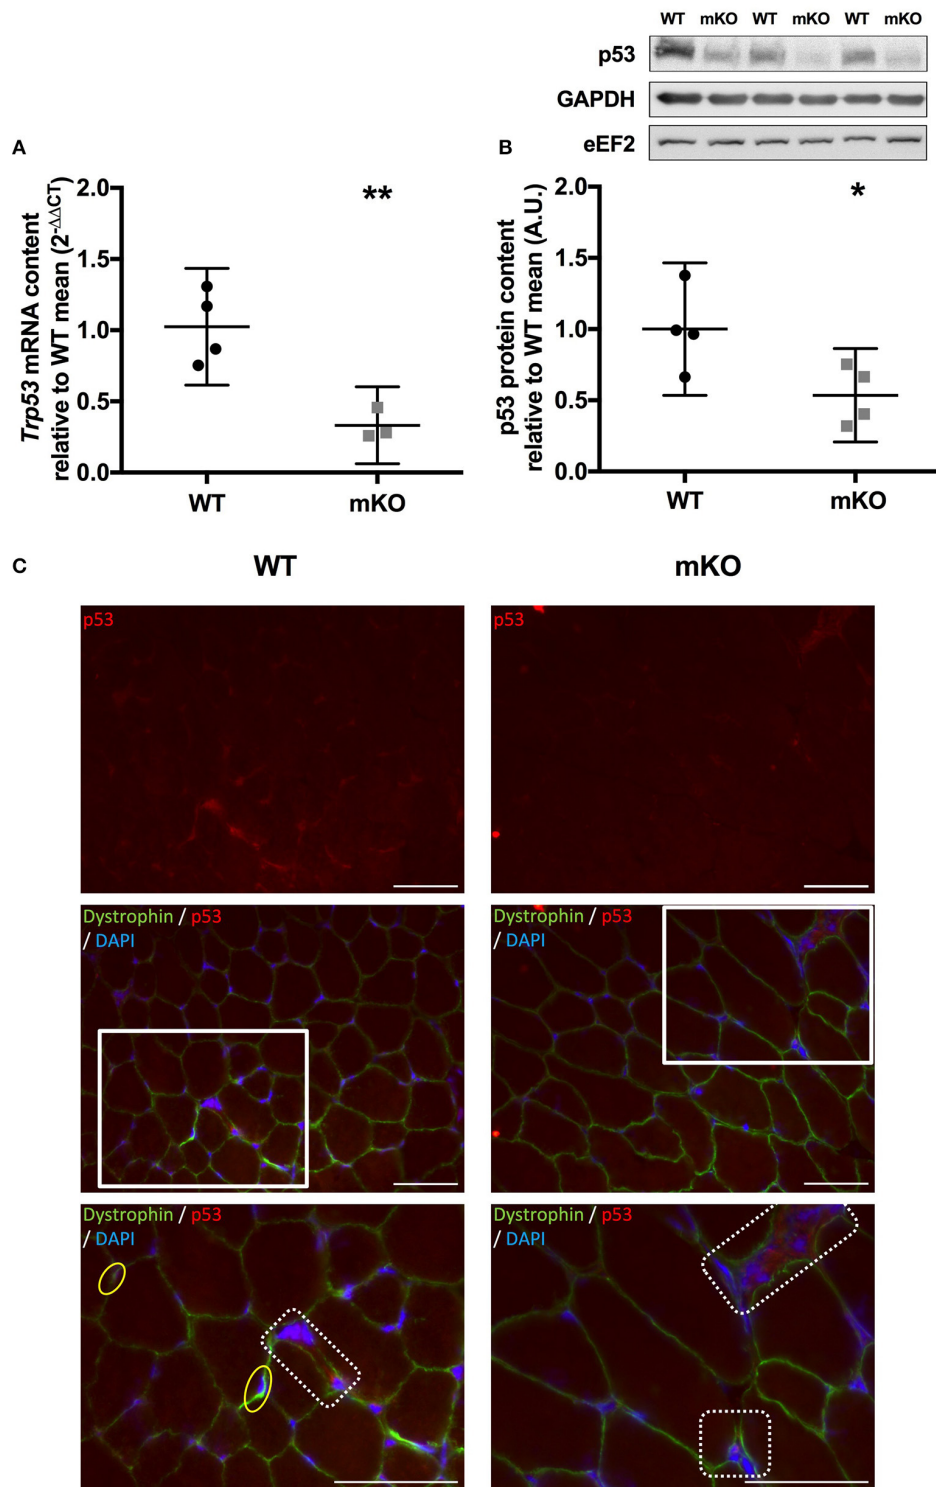 WT mKO WT mKO WT mKO
p53
GAPDH
eEF2
A
B
Trp53 mRNA content
relative to WT mean (2-ΔΔCT)
2.0
1.5
1.0
0.5
0.0
**
WT mKO
p53 protein content
relative to WT mean (A.U.)
2.0
1.5
1.0
0.5
0.0
*
WT mKO
C
WT mKO
p53
p53
Dystrophin / p53
/ DAPI
Dystrophin / p53
/ DAPI
Dystrophin / p53
/ DAPI
Dystrophin / p53
/ DAPI